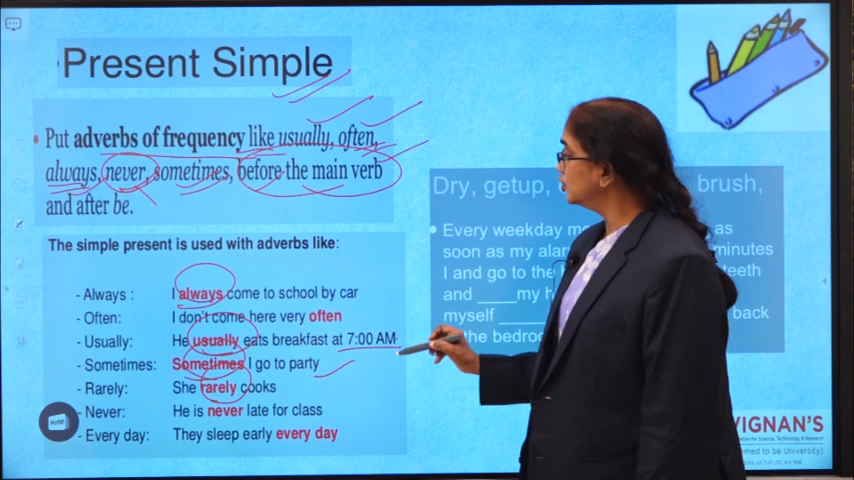 Present Simple
Put adverbs of frequency like usually, often,
always, never, sometimes, before the main verb
and after be.
The simple present is used with adverbs like:
- Always : I always come to school by car
- Often: I don't come here very often
- Usually: He usually eats breakfast at 7:00 AM
- Sometimes: Sometimes I go to party
- Rarely: She rarely cooks
- Never: He is never late for class
- Every day: They sleep early every day
Dry, getup, brush,
Every weekday as
soon as my minutes
I and go to the teeth
and ____my
myself back
the
VIGNAN'S